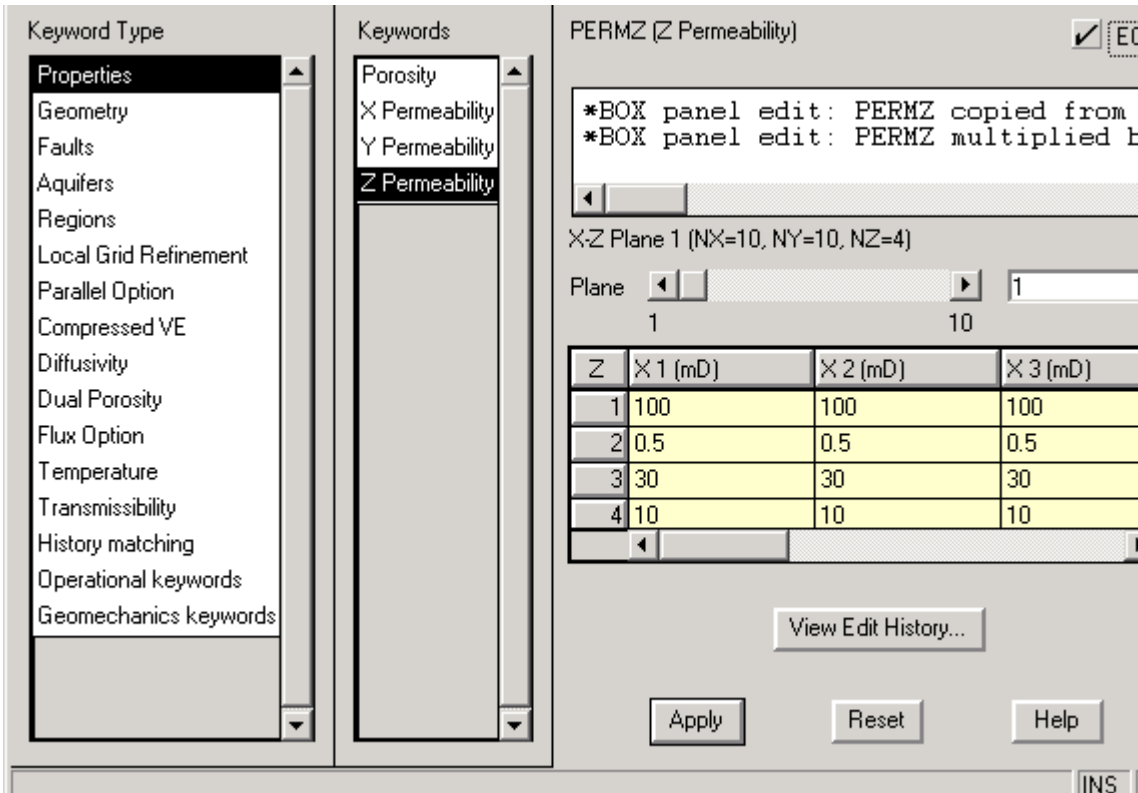 Keyword Type
Properties
Geometry
Faults
Aquifers
Regions
Local Grid Refinement
Parallel Option
Compressed VE
Diffusivity
Dual Porosity
Flux Option
Temperature
Transmissibility
History matching
Operational keywords
Geomechanics keywords
Keywords
Porosity
X Permeability
Y Permeability
Z Permeability
PERMZ (Z Permeability)
*BOX panel edit: PERMZ copied from
*BOX panel edit: PERMZ multiplied
X-Z Plane 1 (NX=10, NY=10, NZ=4)
Plane 1
1 10
Z X 1 (mD) X 2 (mD) X 3 (mD)
1 100 100 100
2 0.5 0.5 0.5
3 30 30 30
4 10 10 10
View Edit History...
Apply Reset Help
INS